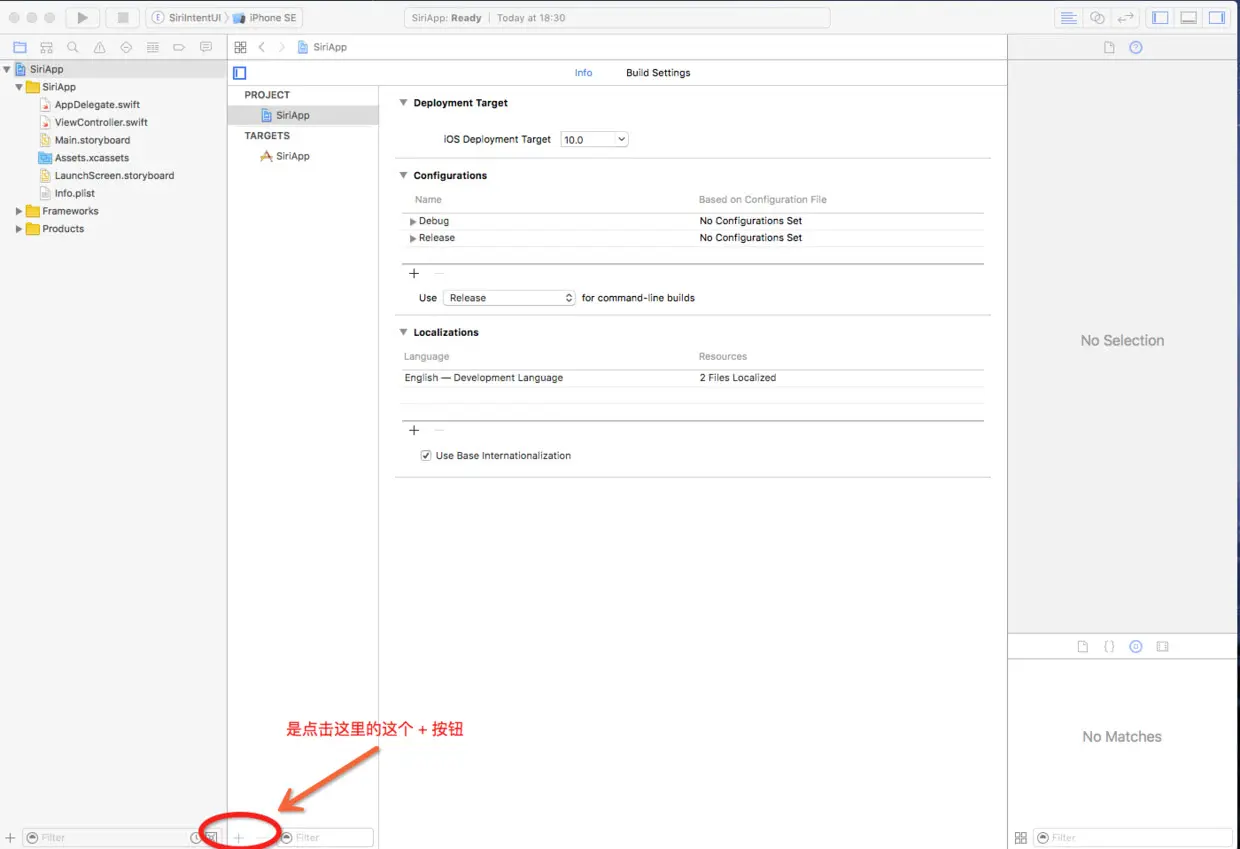 SiriIntentUI
iPhone SE
SiriApp: Ready | Today at 18:30
SiriApp
SiriApp
SiriApp
AppDelegate.swift
ViewController.swift
Main.storyboard
Assets.xcassets
LaunchScreen.storyboard
Info.plist
Frameworks
Products
PROJECT
SiriApp
TARGETS
SiriApp
Info
Build Settings
Deployment Target
iOS Deployment Target
10.0
Configurations
Name
Based on Configuration File
Debug
No Configurations Set
Release
No Configurations Set
Use
Release
for command-line builds
Localizations
Language
Resources
English — Development Language
2 Files Localized
Use Base Internationalization
No Selection
No Matches
是点击这里的这个 + 按钮
Filter
Filter
Filter